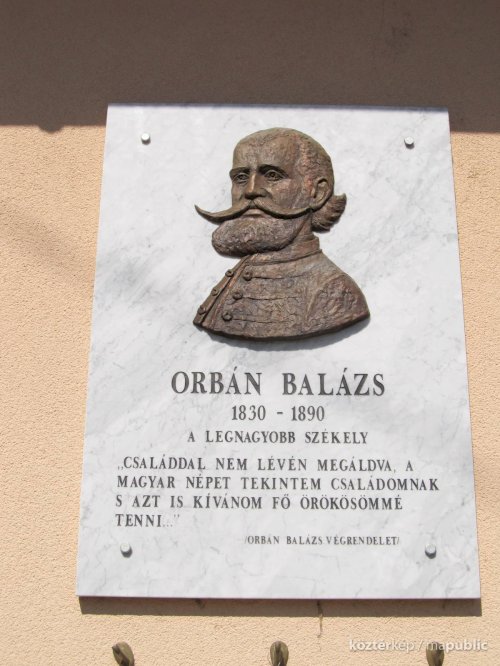 ORBÁN BALÁZS
1830 - 1890
A LEGNAGYOBB SZÉKELY
„CSALÁDDAL NEM LÉVÉN MEGÁLDVA, A
MAGYAR NÉPET TEKINTEM CSALÁDOMNAK
S AZT IS KÍVÁNOM FŐ ÖRÖKÖSÖMMÉ
TENNI...”
/ORBÁN BALÁZS VÉGRENDELET/
köztérkép / mapublic